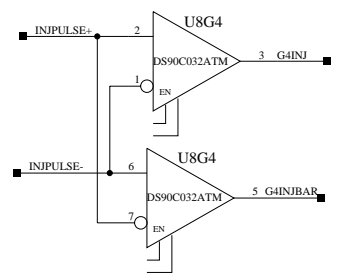 U8G4
INJPULSE+
2
DS90C032ATM
3 G4INJ
1
EN
U8G4
INJPULSE-
6
DS90C032ATM
5 G4INJBAR
7
EN